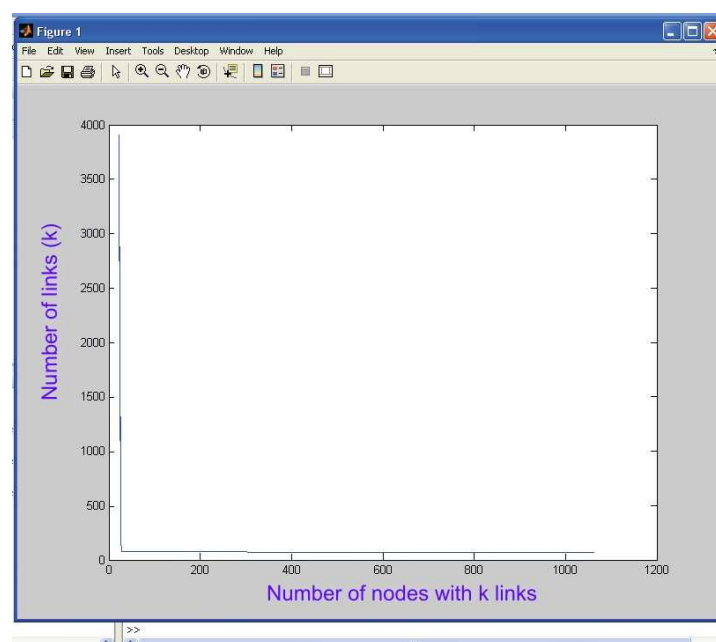 Figure 1
File Edit View Insert Tools Desktop Window Help
4000
3500
3000
2500
2000
1500
1000
500
0
Number of links (k)
0 200 400 600 800 1000 1200
Number of nodes with k links
>>